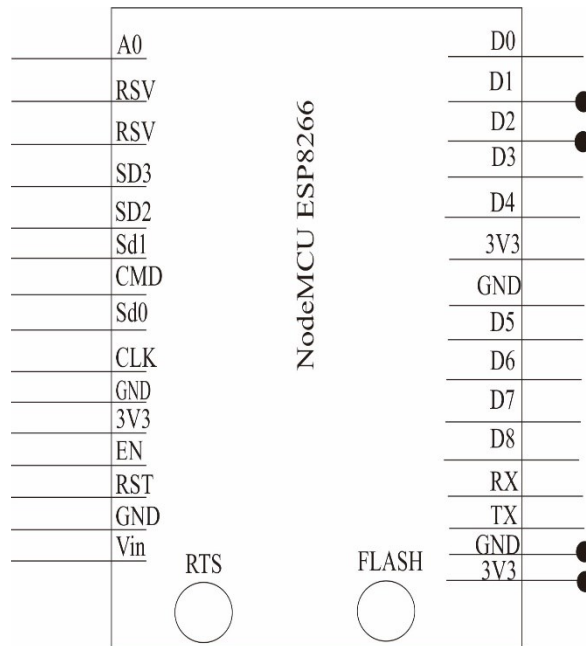 A0
RSV
RSV
SD3
SD2
Sd1
CMD
Sd0
CLK
GND
3V3
EN
RST
GND
Vin
NodeMCU ESP8266
D0
D1
D2
D3
D4
3V3
GND
D5
D6
D7
D8
RX
TX
GND
3V3
RTS
FLASH